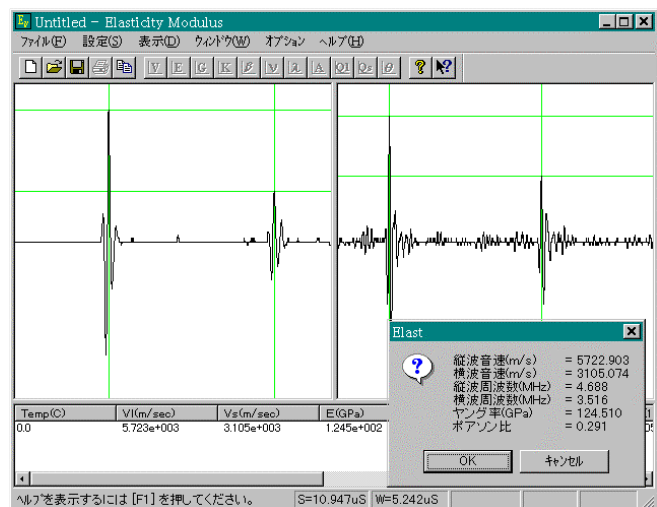 Untitled - Elasticity Modulus
ファイル(F) 設定(S) 表示(D) ウィンドウ(W) オプション ヘルプ(H)
V E G K β ν λ A Ql Qs θ
Elast
縦波音速(m/s) = 5722.903
横波音速(m/s) = 3105.074
縦波周波数(MHz) = 4.688
横波周波数(MHz) = 3.516
ヤング率(GPa) = 124.510
ポアソン比 = 0.291
OK キャンセル
Temp(C) Vl(m/sec) Vs(m/sec) E(GPa)
0.0 5.723e+003 3.105e+003 1.245e+002
ヘルプを表示するには [F1] を押してください。 S=10.947uS W=5.242uS